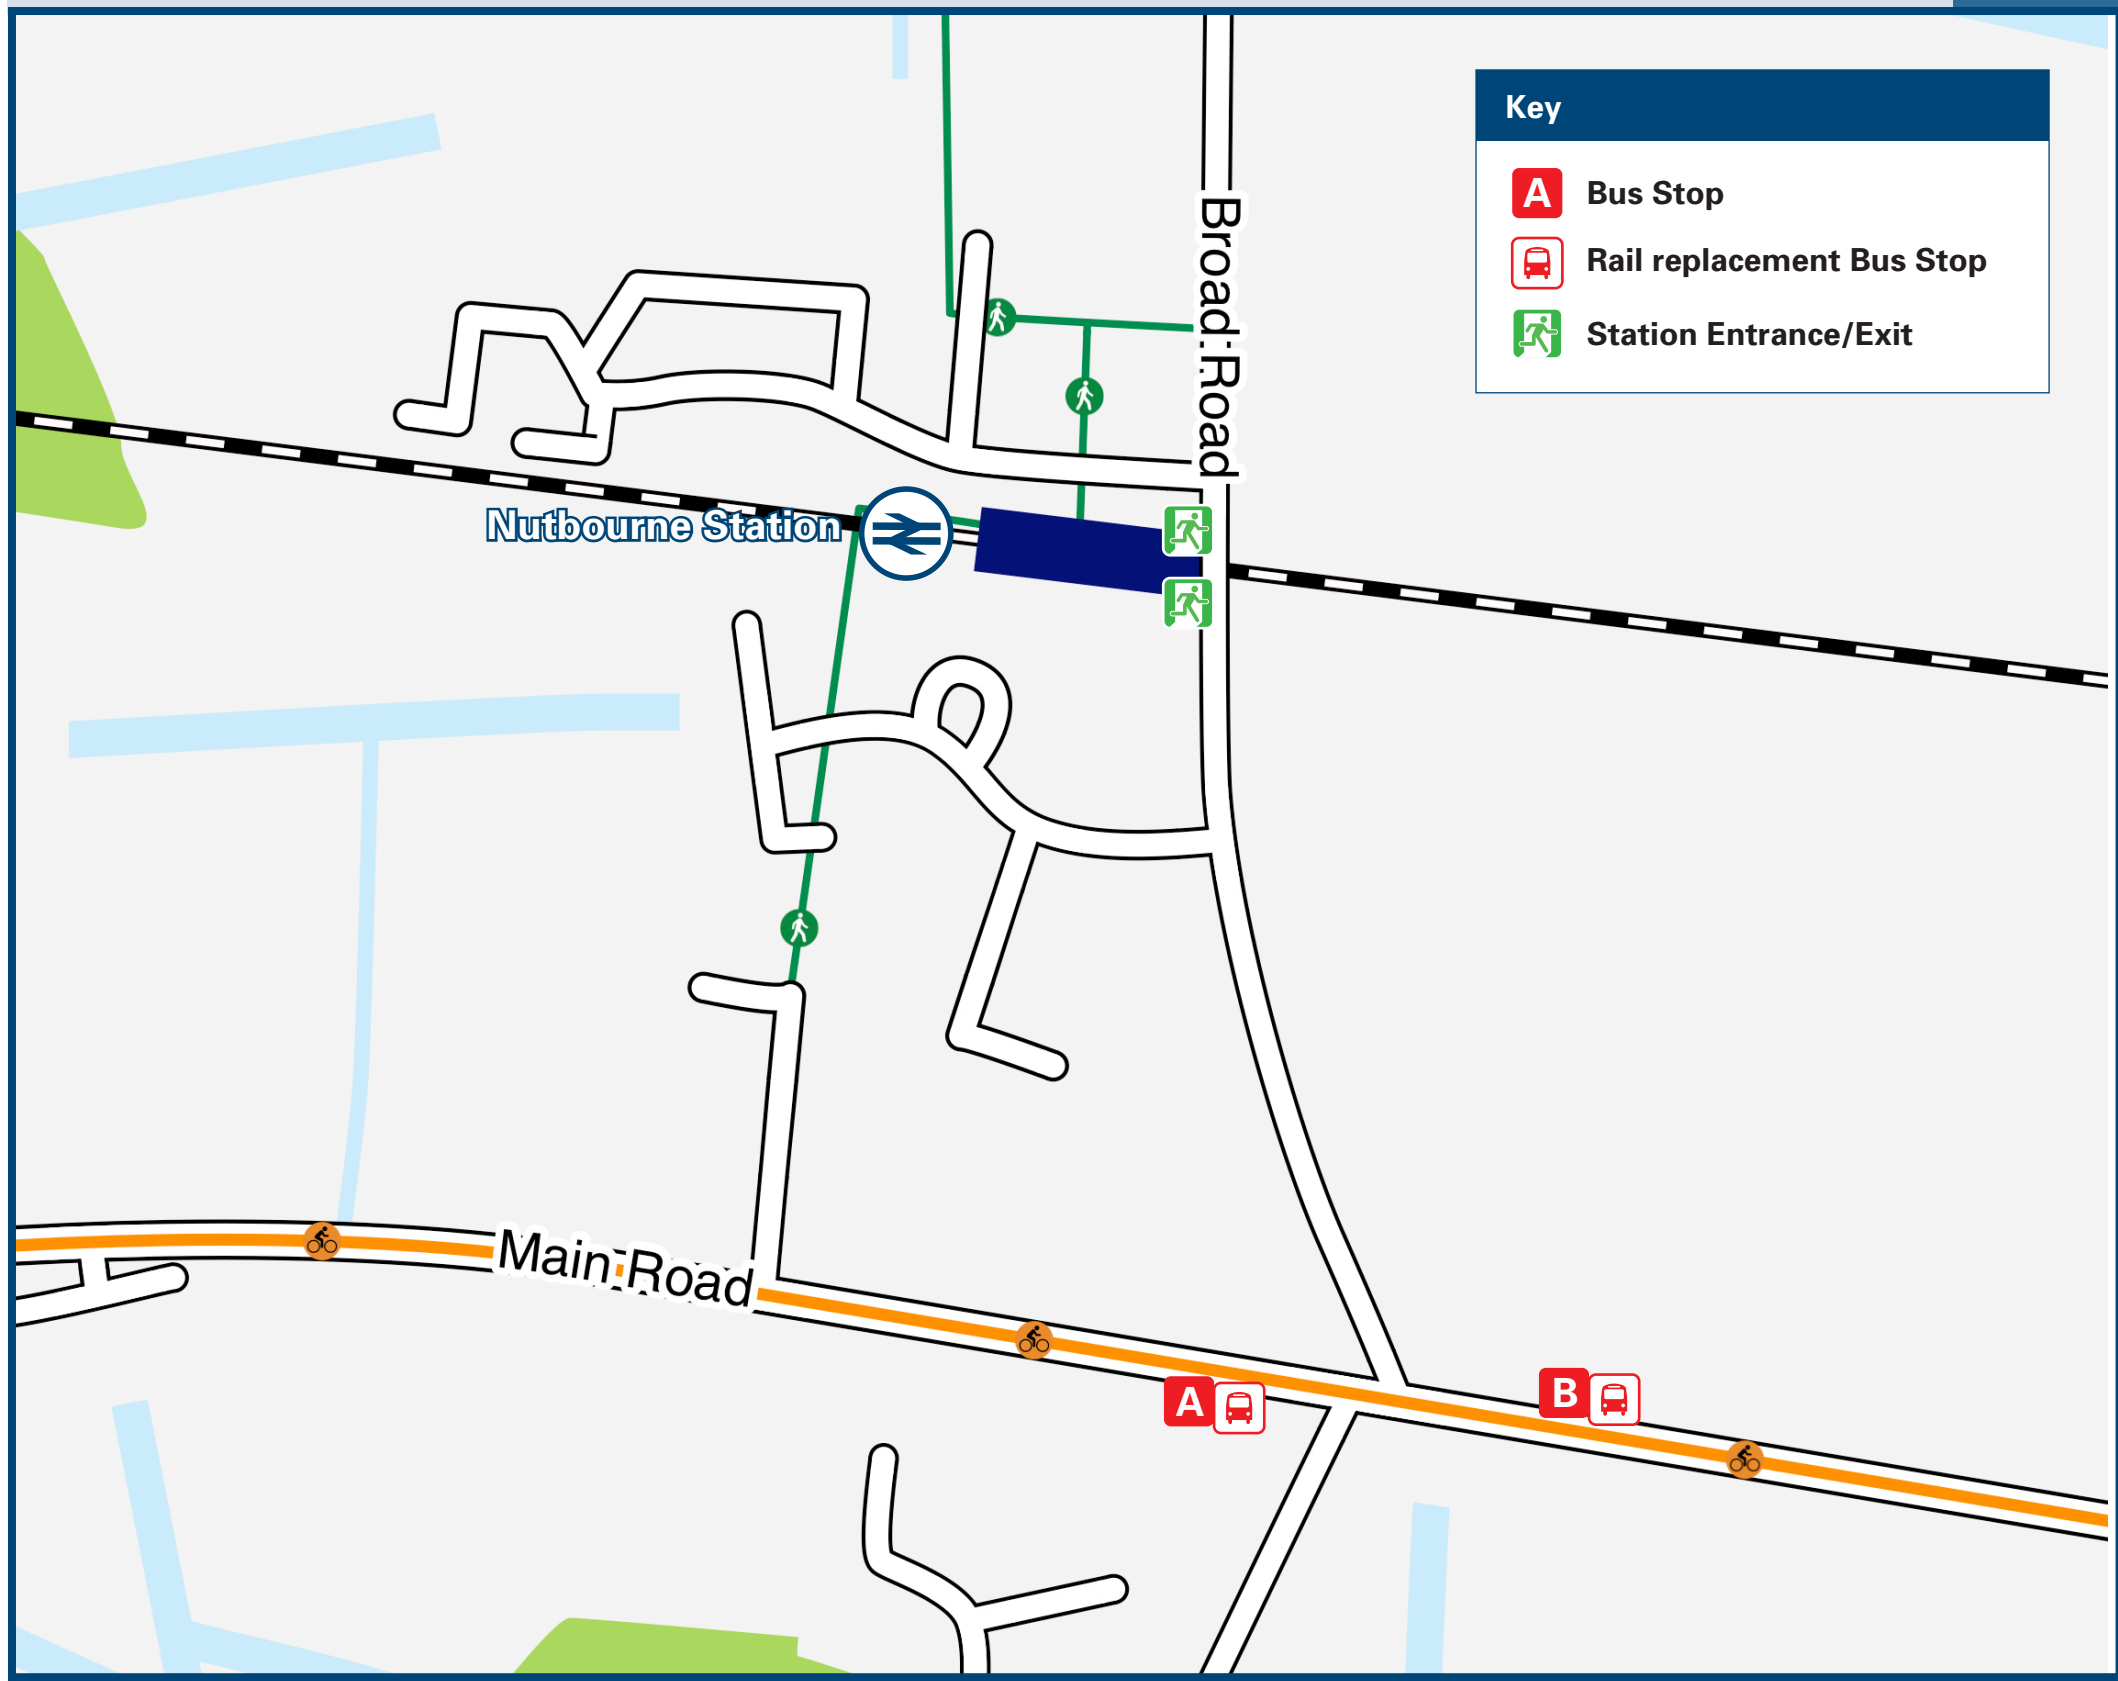 Key
A Bus Stop
Rail replacement Bus Stop
Station Entrance/Exit
Broad Road
Nutbourne Station
Main Road
A
B